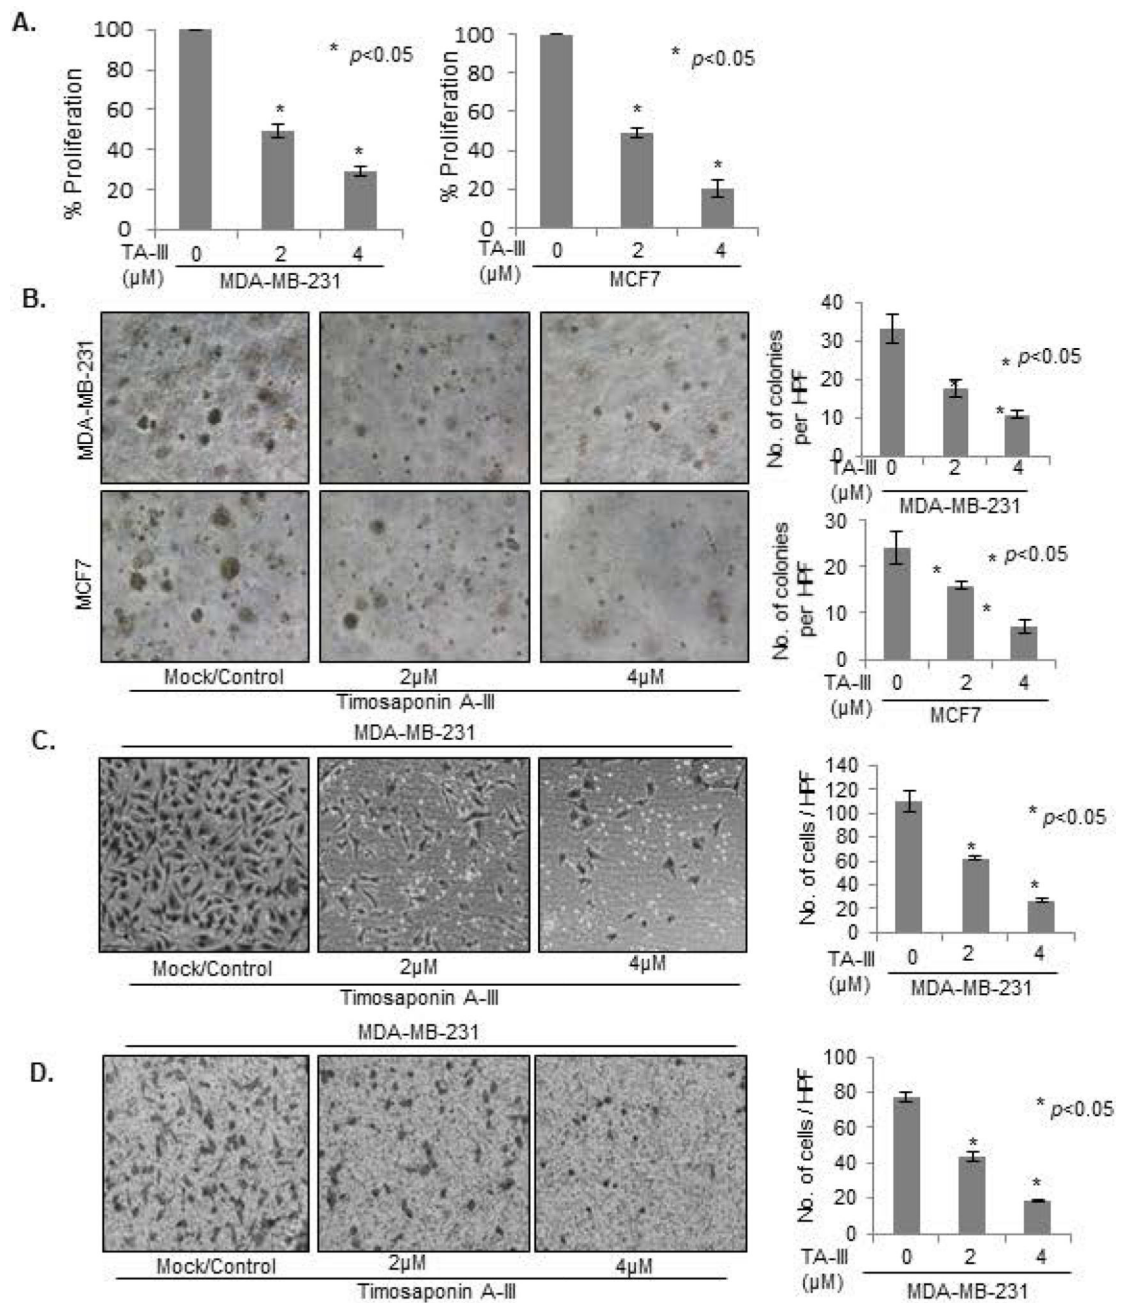 A.
% Proliferation
100
80
60
40
20
0
* p<0.05
*
*
TA-III (µM)
0 2 4
MDA-MB-231
% Proliferation
100
80
60
40
20
0
* p<0.05
*
*
TA-III (µM)
0 2 4
MCF7
B.
MDA-MB-231
MCF7
Mock/Control 2µM 4µM
Timosaponin A-III
No. of colonies per HPF
40
30
20
10
0
* p<0.05
*
*
TA-III (µM)
0 2 4
MDA-MB-231
No. of colonies per HPF
30
20
10
0
* p<0.05
*
*
TA-III (µM)
0 2 4
MCF7
C.
MDA-MB-231
Mock/Control 2µM 4µM
Timosaponin A-III
No. of cells / HPF
140
120
100
80
60
40
20
0
* p<0.05
*
*
TA-III (µM)
0 2 4
MDA-MB-231
D.
MDA-MB-231
Mock/Control 2µM 4µM
Timosaponin A-III
No. of cells / HPF
100
80
60
40
20
0
* p<0.05
*
*
TA-III (µM)
0 2 4
MDA-MB-231